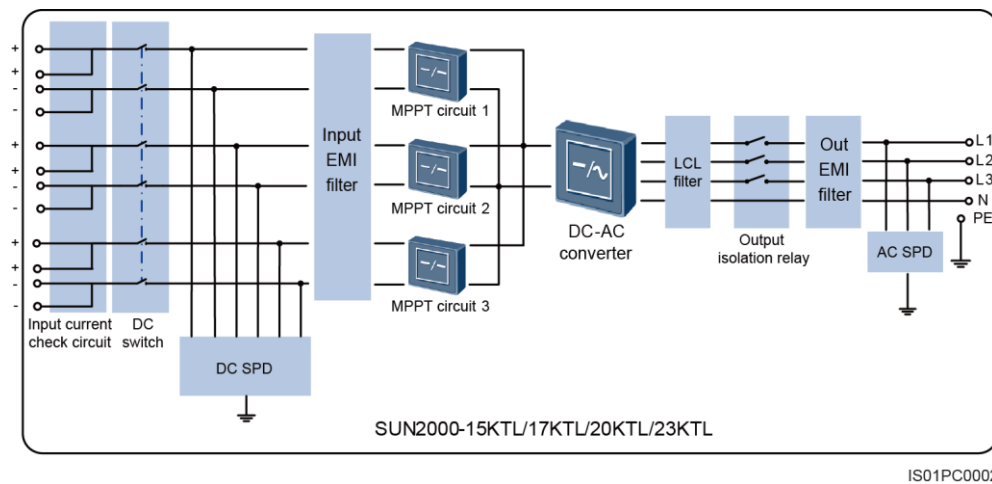 +
+
-
-
+
+
-
-
+
+
-
-
Input current
check circuit
DC
switch
DC SPD
Input
EMI
filter
MPPT circuit 1
MPPT circuit 2
MPPT circuit 3
DC-AC
converter
LCL
filter
Output
isolation relay
Out
EMI
filter
L1
L2
L3
N
PE
AC SPD
SUN2000-15KTL/17KTL/20KTL/23KTL
IS01PC0002